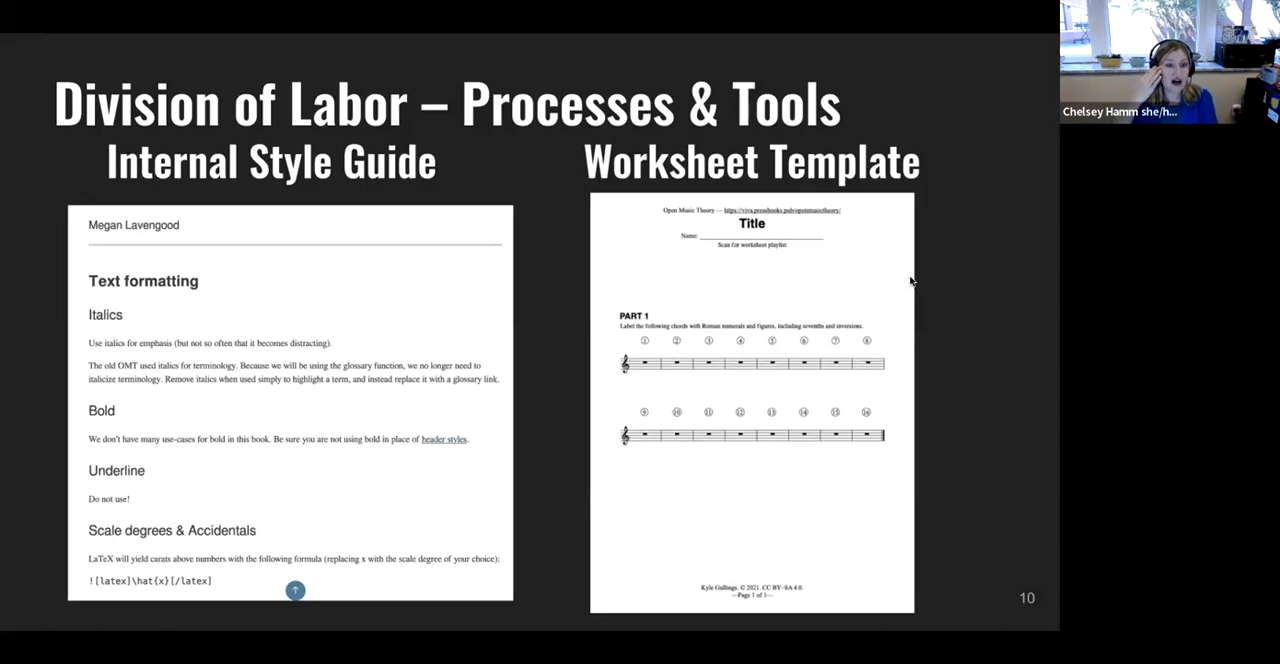 Division of Labor – Processes & Tools
Internal Style Guide
Worksheet Template
Megan Lavengood
Text formatting
Italics
Use italics for emphasis (but not so often that it becomes distracting).
The old OMT used italics for terminology. Because we will be using the glossary function, we no longer need to
italicize terminology. Remove italics when used simply to highlight a term, and instead replace it with a glossary link.
Bold
We don't have many use-cases for bold in this book. Be sure you are not using bold in place of header styles.
Underline
Do not use!
Scale degrees & Accidentals
LaTeX will yield carats above numbers with the following formula (replacing x with the scale degree of your choice):
![latex]\hat{x}[/latex]
Open Music Theory — https://viva.pressbooks.pub/openmusictheory/
Title
Name:
Scan for worksheet playlist
PART 1
Label the following chords with Roman numerals and figures, including sevenths and inversions.
① ② ③ ④ ⑤ ⑥ ⑦ ⑧
⑨ ⑩ ⑪ ⑫ ⑬ ⑭ ⑮ ⑯
Kyle Gullings. © 2021. CC BY–SA 4.0.
—Page 1 of 1—
10
Chelsey Hamm she/h...